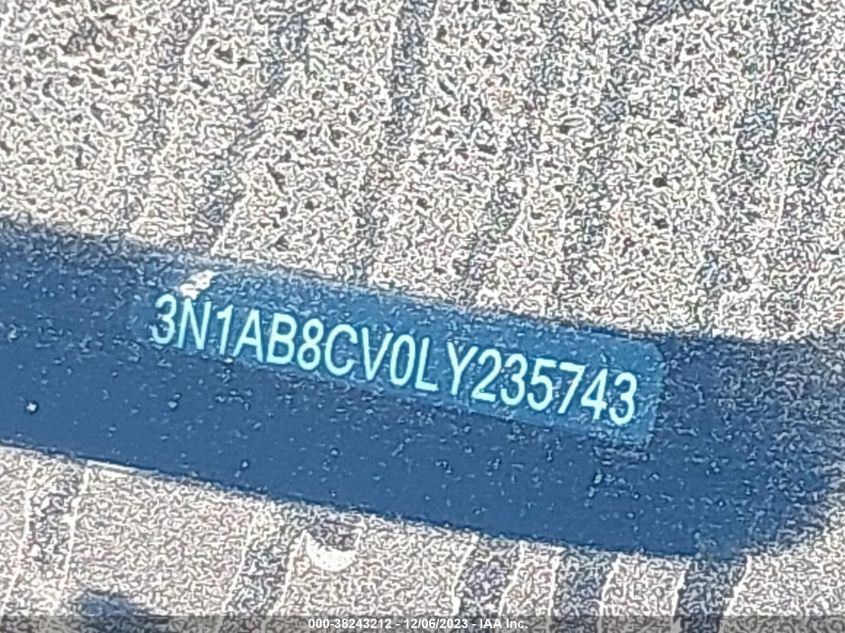 3N1AB8CV0LY235743
000-38243212 - 12/06/2023 - IAA Inc.